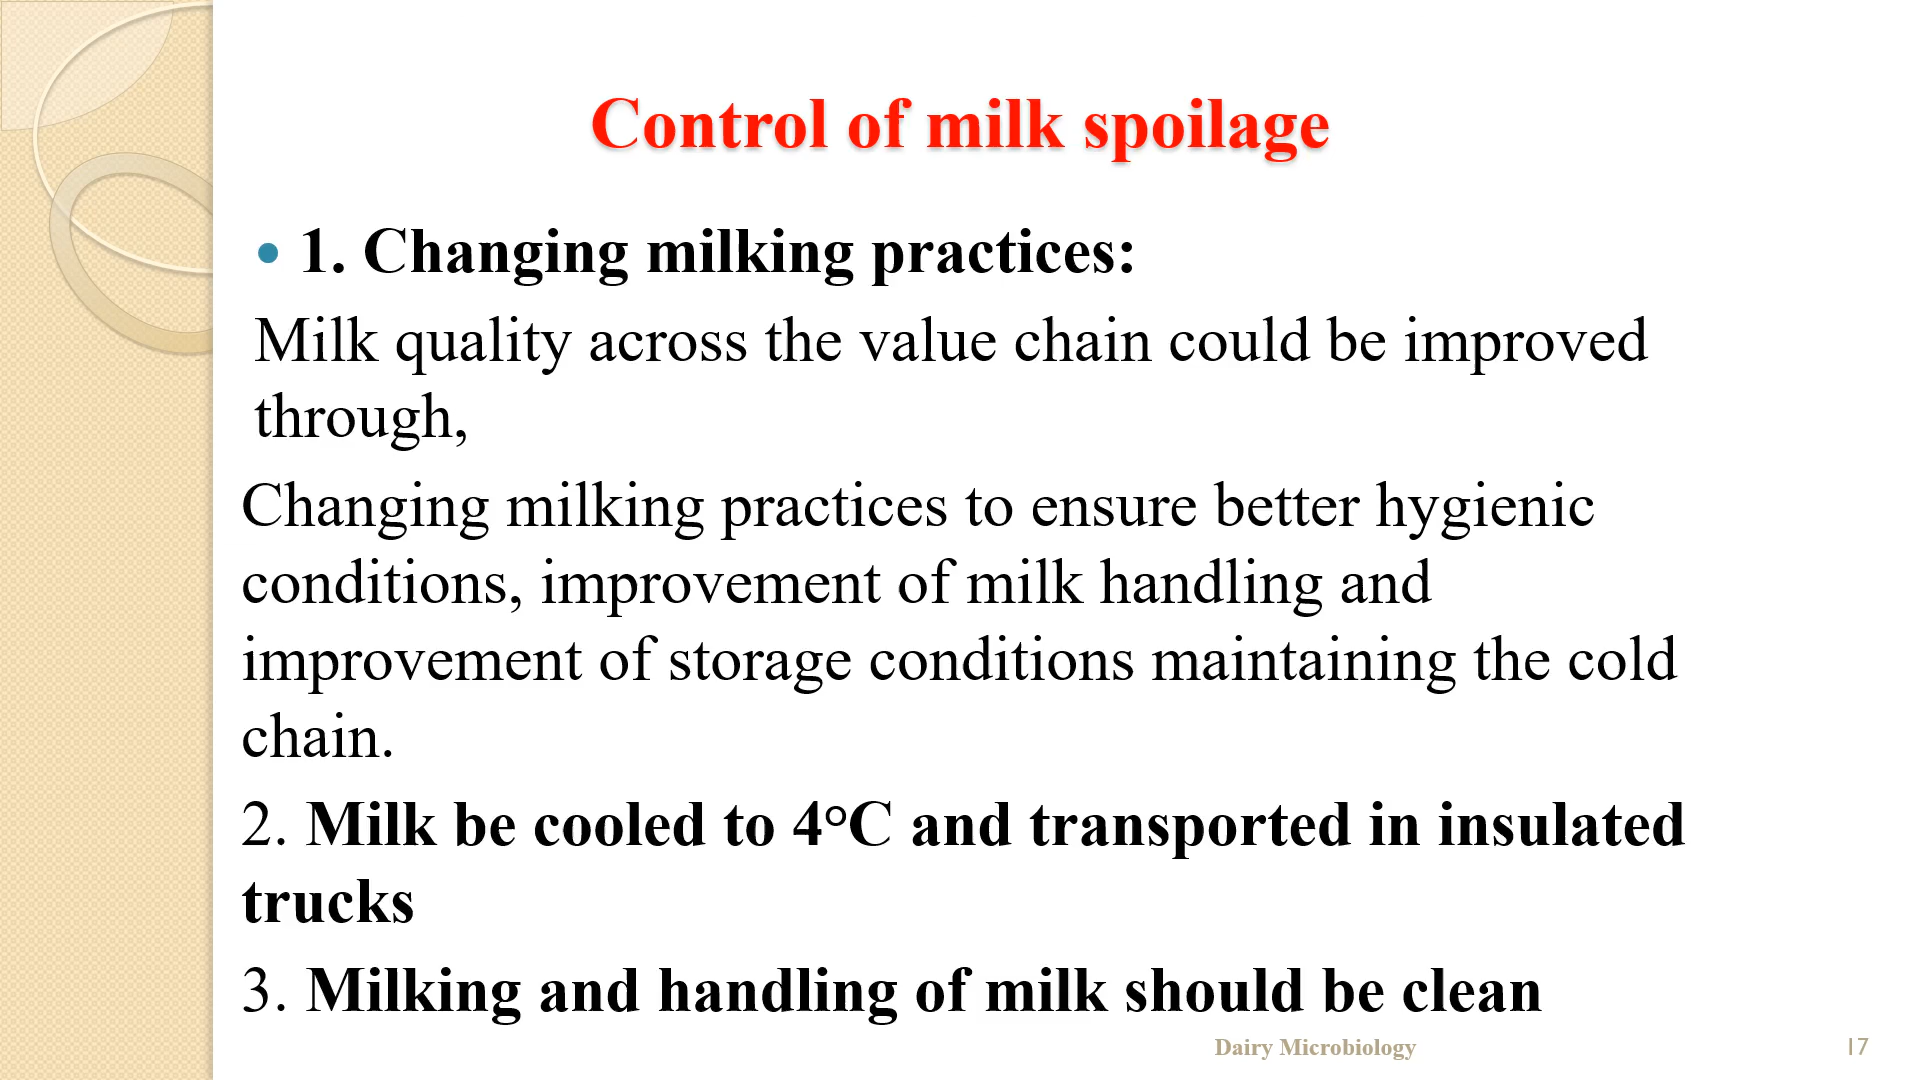 Control of milk spoilage
• 1. Changing milking practices:
Milk quality across the value chain could be improved
through,
Changing milking practices to ensure better hygienic
conditions, improvement of milk handling and
improvement of storage conditions maintaining the cold
chain.
2. Milk be cooled to 4°C and transported in insulated
trucks
3. Milking and handling of milk should be clean
Dairy Microbiology
17